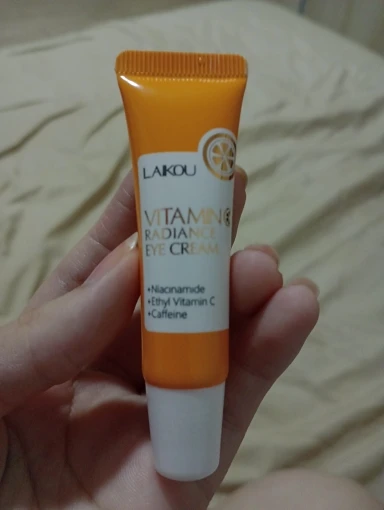 LAIKOU
VITAMIN C
RADIANCE
EYE CREAM
•Niacinamide
•Ethyl Vitamin C
•Caffeine